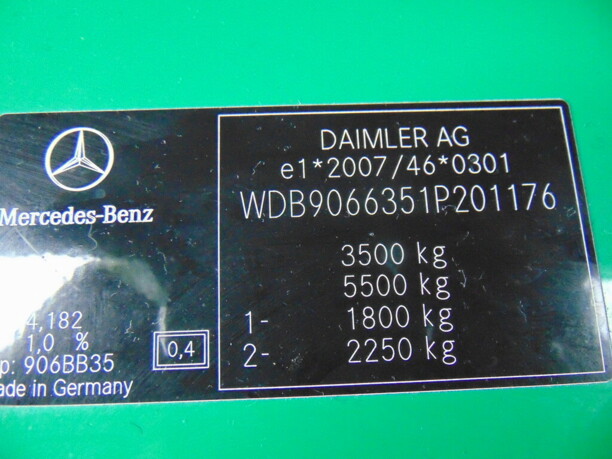 Mercedes-Benz
4,182
1,0 %
0,4
906BB35
in Germany
DAIMLER AG
e1*2007/46*0301
WDB9066351P201176
3500 kg
5500 kg
1- 1800 kg
2- 2250 kg